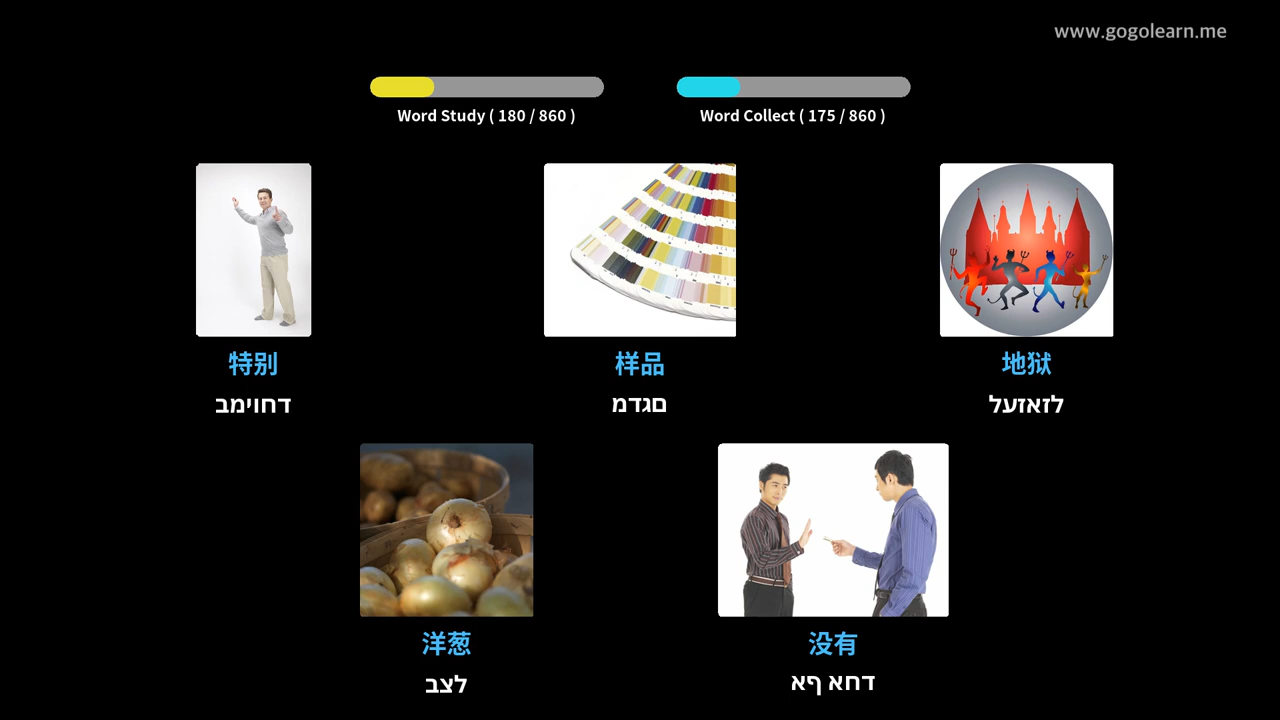 www.gogolearn.me
Word Study ( 180 / 860 )
Word Collect ( 175 / 860 )
特别
במיוחד
样品
מדגם
地狱
לעזאזל
洋葱
בצל
没有
אף אחד